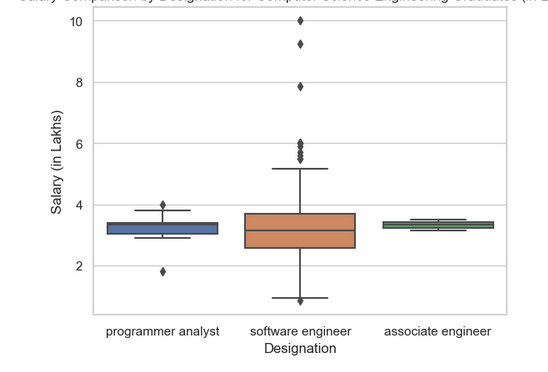 Salary Comparison by Designation for Computer Science Engineering Graduates (in
10
8
6
4
2
Salary (in Lakhs)
programmer analyst software engineer associate engineer
Designation